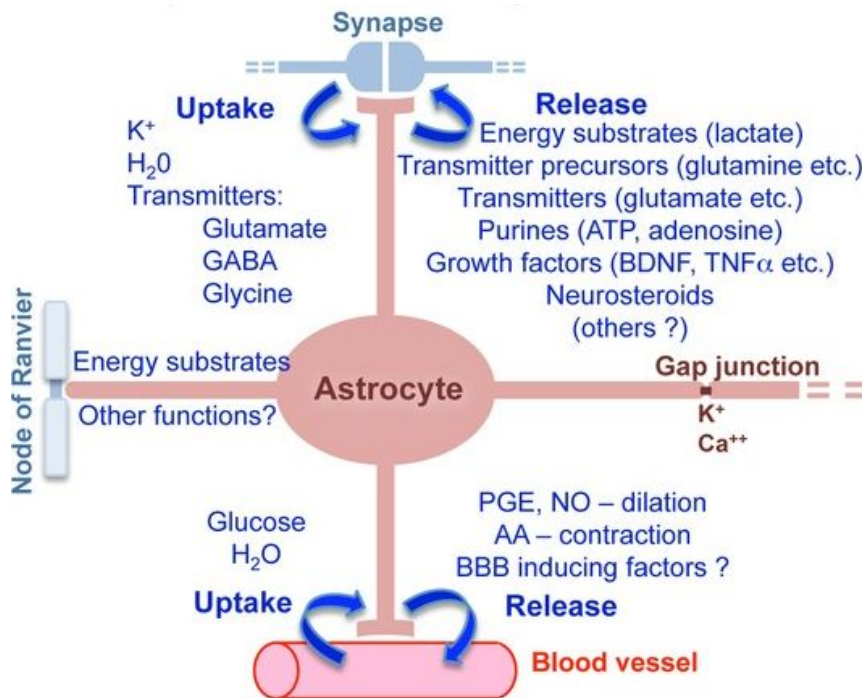 Synapse
Uptake
K⁺
H₂0
Transmitters:
Glutamate
GABA
Glycine
Release
Energy substrates (lactate)
Transmitter precursors (glutamine etc.)
Transmitters (glutamate etc.)
Purines (ATP, adenosine)
Growth factors (BDNF, TNFα etc.)
Neurosteroids
(others ?)
Node of Ranvier
Energy substrates
Other functions?
Astrocyte
Gap junction
K⁺
Ca⁺⁺
Glucose
H₂O
Uptake
PGE, NO – dilation
AA – contraction
BBB inducing factors ?
Release
Blood vessel